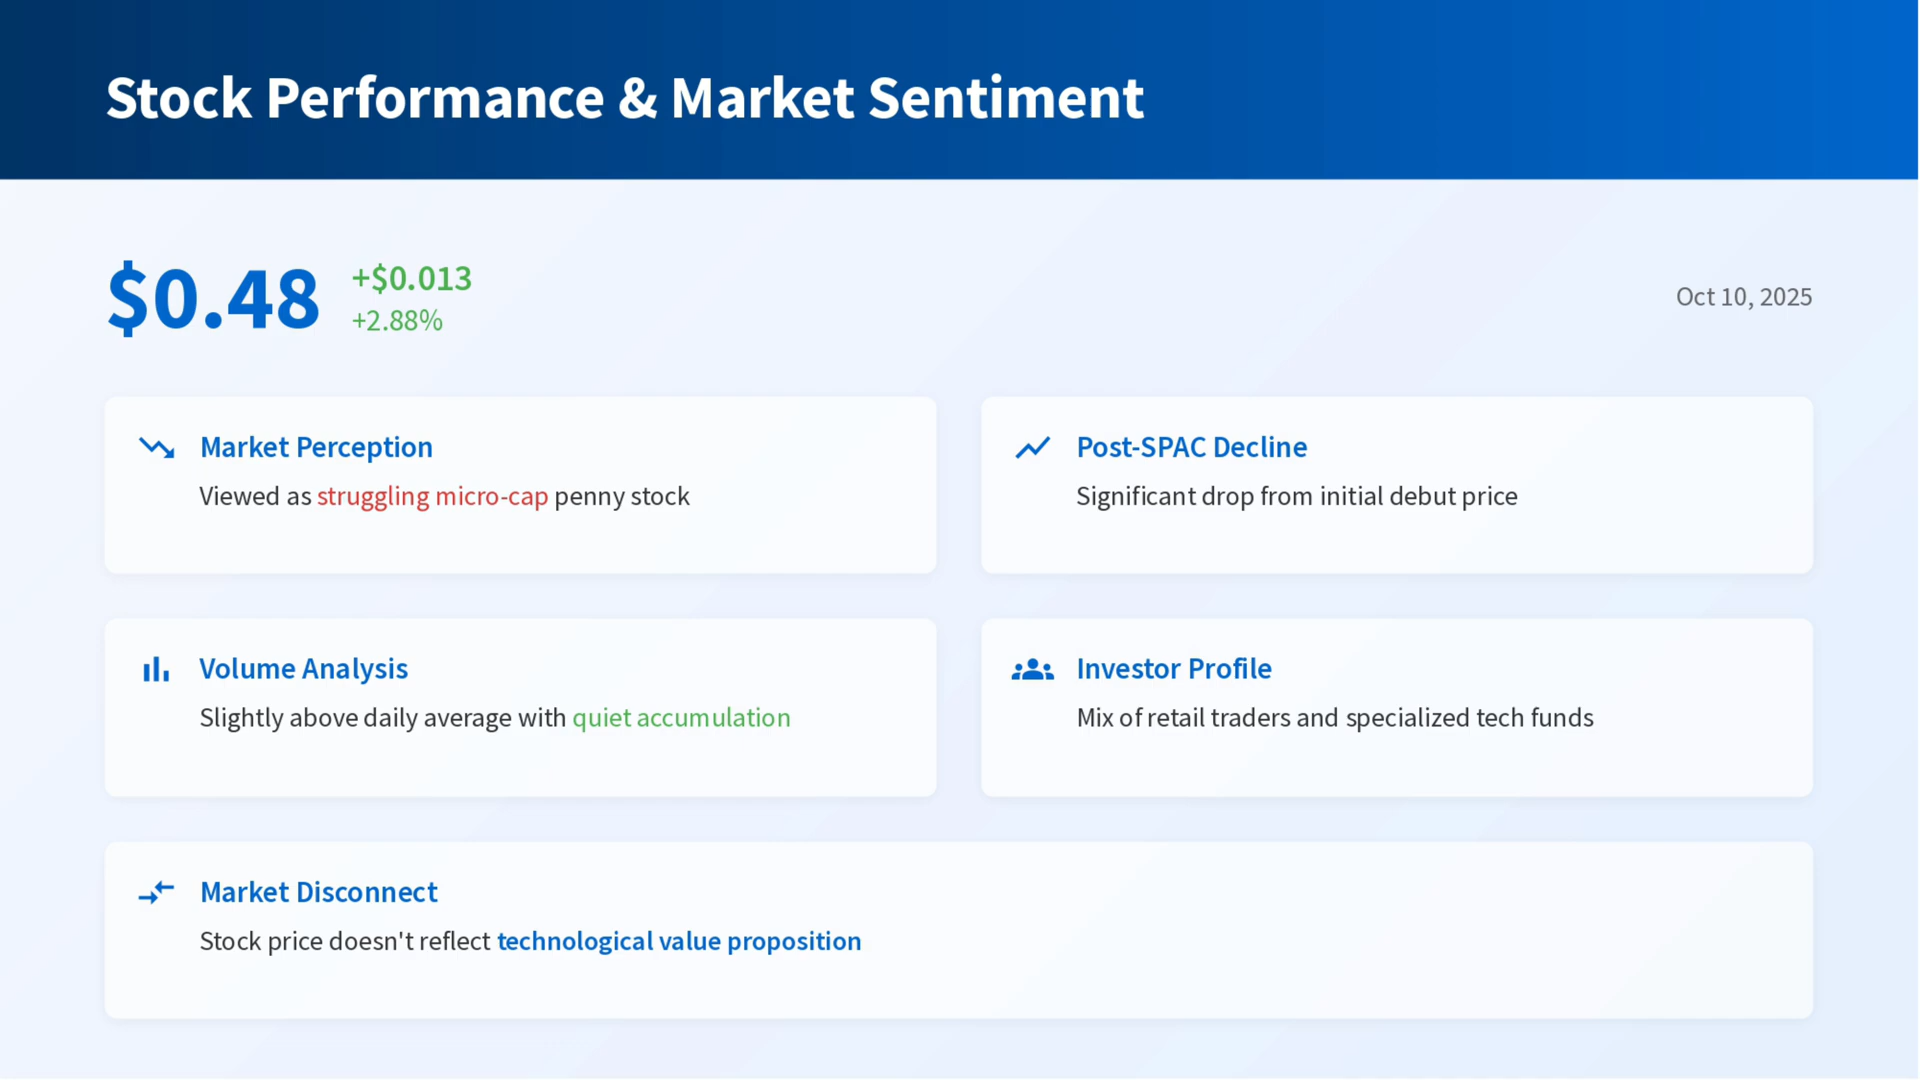 Stock Performance & Market Sentiment
$0.48
+$0.013
+2.88%
Oct 10, 2025
Market Perception
Viewed as struggling micro-cap penny stock
Post-SPAC Decline
Significant drop from initial debut price
Volume Analysis
Slightly above daily average with quiet accumulation
Investor Profile
Mix of retail traders and specialized tech funds
Market Disconnect
Stock price doesn't reflect technological value proposition